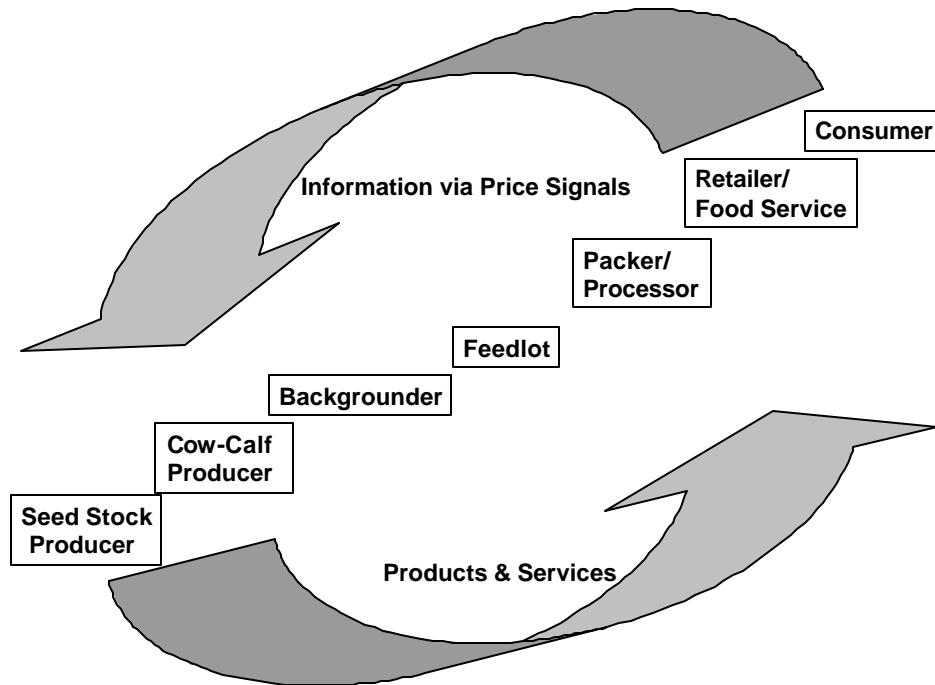 Consumer
Information via Price Signals
Retailer/
Food Service
Packer/
Processor
Feedlot
Backgrounder
Cow-Calf
Producer
Seed Stock
Producer
Products & Services